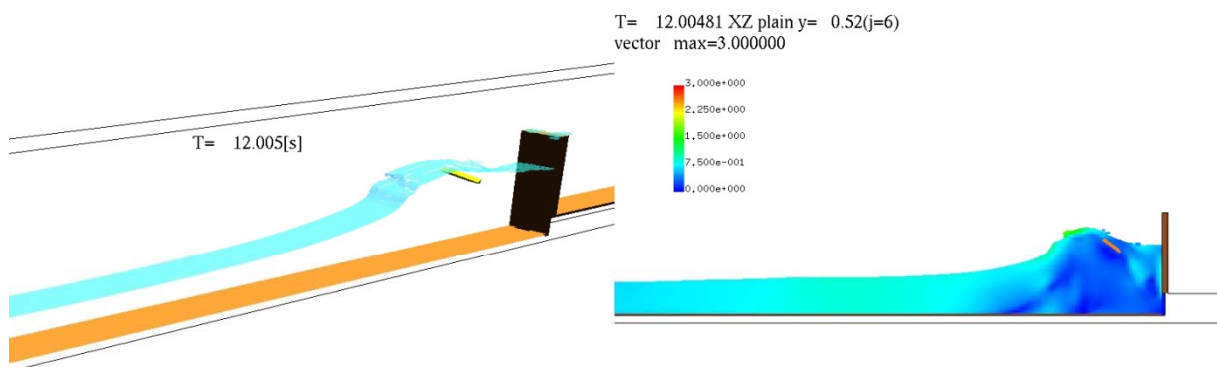 T= 12.005[s]
T= 12.00481 XZ plain y= 0.52(j=6)
vector max=3.000000
3.000e+000
2.250e+000
1.500e+000
7.500e-001
0.000e+000